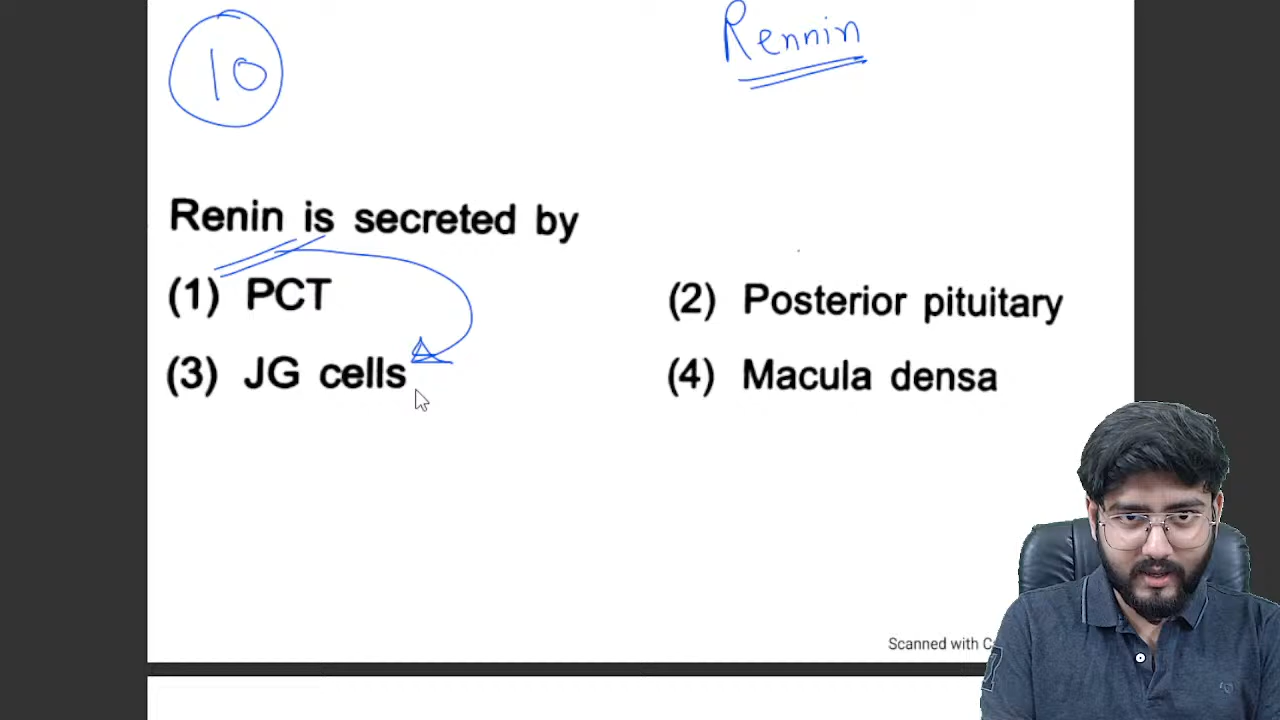 10
Rennin
Renin is secreted by
(1) PCT
(2) Posterior pituitary
(3) JG cells
(4) Macula densa
Scanned with